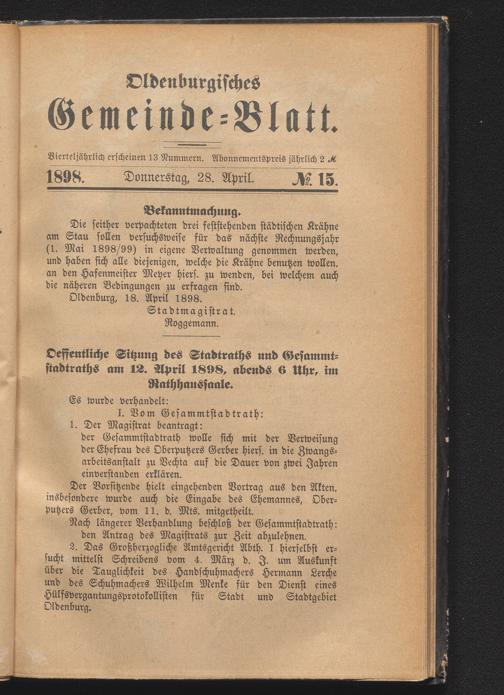 Oldenburgisches
Gemeinde=Blatt.
Vierteljährlich erscheinen 13 Nummern. Abonnementspreis jährlich 2 ℳ
1898. Donnerstag, 28. April. № 15.
Bekanntmachung.
Die seither verpachteten drei feststehenden städtischen Krähne
am Stau sollen versuchsweise für das nächste Rechnungsjahr
(1. Mai 1898/99) in eigene Verwaltung genommen werden,
und haben sich alle diejenigen, welche die Krähne benutzen wollen,
an den Hafenmeister Meyer hiers. zu wenden, bei welchem auch
die näheren Bedingungen zu erfragen sind.
Oldenburg, 18. April 1898.
Stadtmagistrat.
Roggemann.
Oeffentliche Sitzung des Stadtraths und Gesammt=
stadtraths am 12. April 1898, abends 6 Uhr, im
Rathhaussaale.
Es wurde verhandelt:
I. Vom Gesammtstadtrath:
1. Der Magistrat beantragt:
der Gesammtstadtrath wolle sich mit der Verweisung
der Ehefrau des Oberputzers Gerber hiers. in die Zwangs=
arbeitsanstalt zu Vechta auf die Dauer von zwei Jahren
einverstanden erklären.
Der Vorsitzende hielt eingehenden Vortrag aus den Akten,
insbesondere wurde auch die Eingabe des Ehemannes, Ober=
putzers Gerber, vom 11. d. Mts. mitgetheilt.
Nach längerer Verhandlung beschloß der Gesammtstadtrath:
den Antrag des Magistrats zur Zeit abzulehnen.
2. Das Großherzogliche Amtsgericht Abth. I hierselbst er=
sucht mittelst Schreibens vom 4. März d. J. um Auskunft
über die Tauglichkeit des Handschuhmachers Hermann Lerche
und des Schuhmachers Wilhelm Menke für den Dienst eines
Hülfsvergantungsprotokollisten für Stadt und Stadtgebiet
Oldenburg.